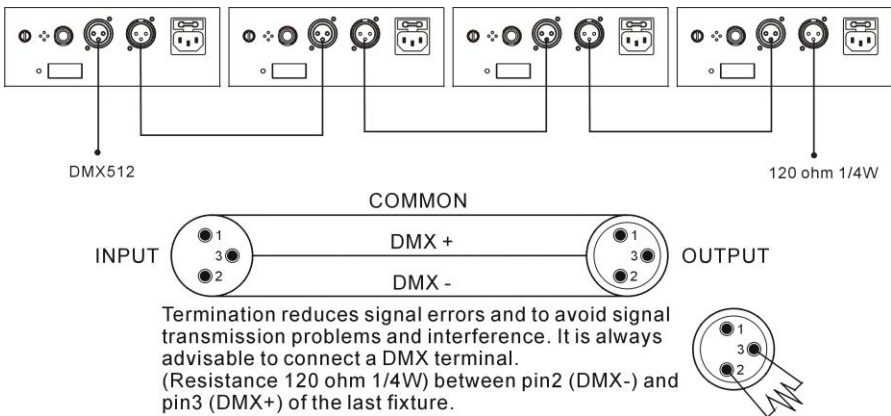 DMX512
120 ohm 1/4W
COMMON
INPUT
1
3
2
DMX +
DMX -
1
3
2
OUTPUT
Termination reduces signal errors and to avoid signal
transmission problems and interference. It is always
advisable to connect a DMX terminal.
(Resistance 120 ohm 1/4W) between pin2 (DMX-) and
pin3 (DMX+) of the last fixture.
1
3
2